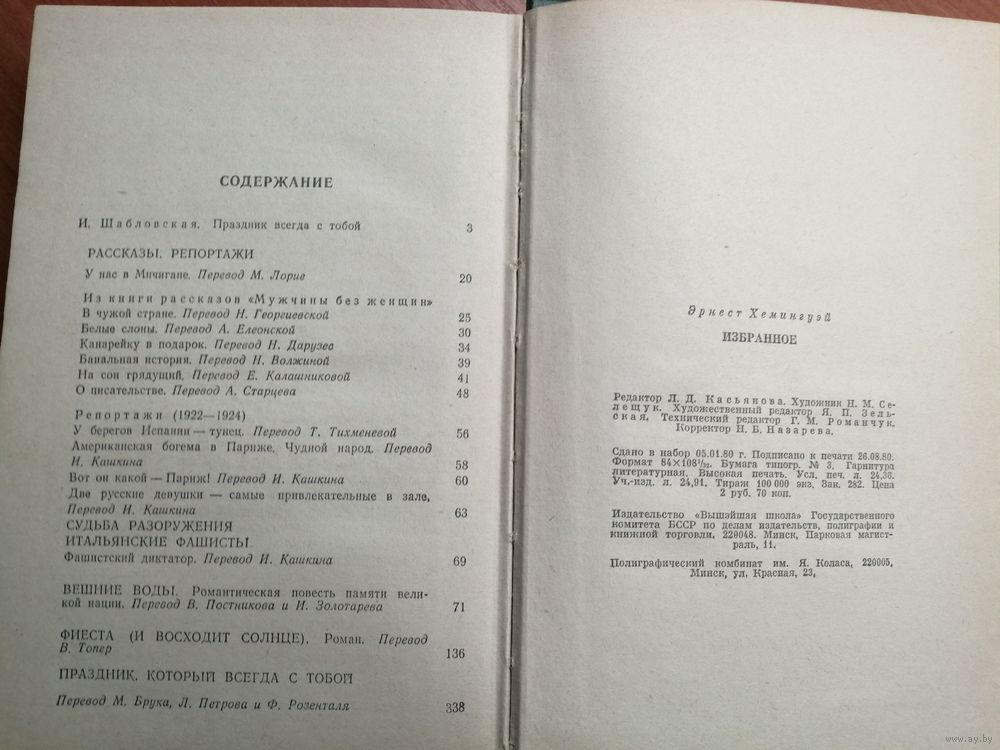 СОДЕРЖАНИЕ
И. Шабловская. Праздник всегда с тобой 3
РАССКАЗЫ. РЕПОРТАЖИ
У нас в Мичигане. Перевод М. Лорие 20
Из книги рассказов «Мужчины без женщин»
В чужой стране. Перевод Н. Георгиевской 25
Белые слоны. Перевод А. Елеонской 30
Канарейку в подарок. Перевод Н. Дарузес 34
Банальная история. Перевод Н. Волжиной 39
На сон грядущий. Перевод Е. Калашниковой 41
О писательстве. Перевод А. Старцева 48
Репортажи (1922—1924)
У берегов Испании — тунец. Перевод Т. Тихменевой 56
Американская богема в Париже. Чудной народ. Перевод
И. Кашкина 58
Вот он какой — Париж! Перевод И. Кашкина 60
Две русские девушки — самые привлекательные в зале,
Перевод И. Кашкина 63
СУДЬБА РАЗОРУЖЕНИЯ
ИТАЛЬЯНСКИЕ ФАШИСТЫ.
Фашистский диктатор. Перевод И. Кашкина 69
ВЕШНИЕ ВОДЫ. Романтическая повесть памяти вели-
кой нации. Перевод В. Постникова и И. Золотарева 71
ФИЕСТА (И ВОСХОДИТ СОЛНЦЕ). Роман. Перевод
В. Топер 136
ПРАЗДНИК, КОТОРЫЙ ВСЕГДА С ТОБОЙ
Перевод М. Брука, Л. Петрова и Ф. Розенталя 338
Эрнест Хемингуэй
ИЗБРАННОЕ
Редактор Л. Д. Касьянова. Художник Н. М. Се-
лещук. Художественный редактор Я. П. Зель-
ская. Технический редактор Г. М. Романчук.
Корректор Н. Б. Назарева.
Сдано в набор 05.01.80 г. Подписано к печати 26.08.80.
Формат 84×108 1/32. Бумага типогр. № 3. Гарнитура
литературная. Высокая печать. Усл. печ. л. 24,36.
Уч.-изд. л. 24,91. Тираж 100 000 экз. Зак. 282. Цена
2 руб. 70 коп.
Издательство «Вышэйшая школа» Государственного
комитета БССР по делам издательств, полиграфии и
книжной торговли. 220048. Минск, Парковая магист-
раль, 11.
Полиграфический комбинат им. Я. Коласа, 220005,
Минск, ул. Красная, 23.
www.ay.by